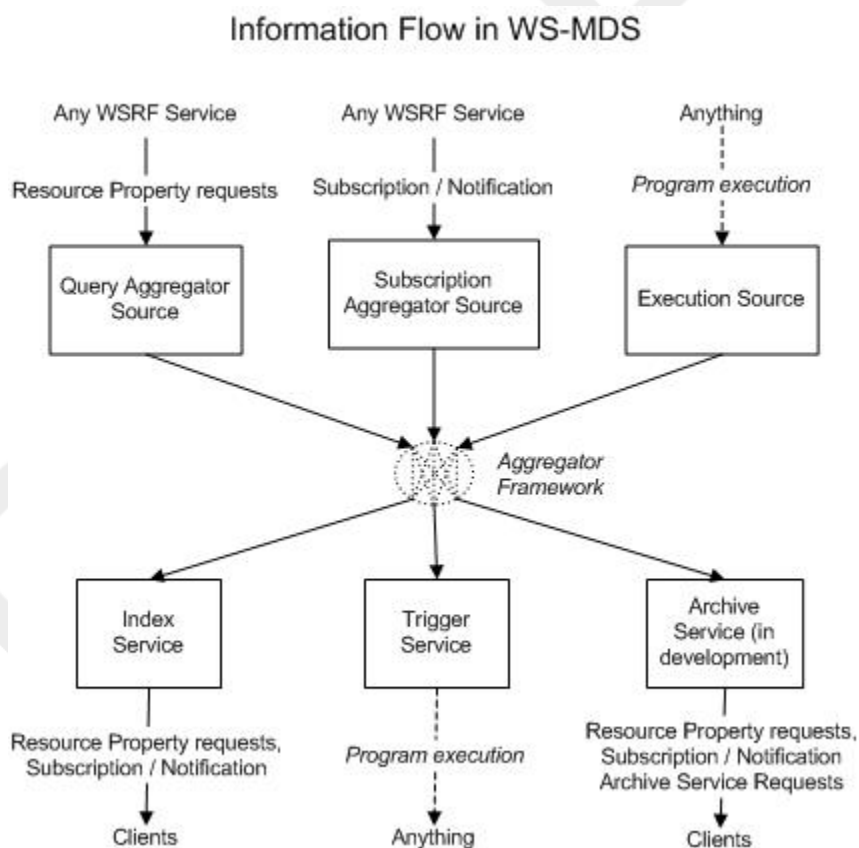 Information Flow in WS-MDS
Any WSRF Service
Any WSRF Service
Anything
Resource Property requests
Subscription / Notification
Program execution
Query Aggregator
Source
Subscription
Aggregator Source
Execution Source
Aggregator
Framework
Index
Service
Trigger
Service
Archive
Service (in
development)
Resource Property requests,
Subscription / Notification
Program execution
Resource Property requests,
Subscription / Notification
Archive Service Requests
Clients
Anything
Clients